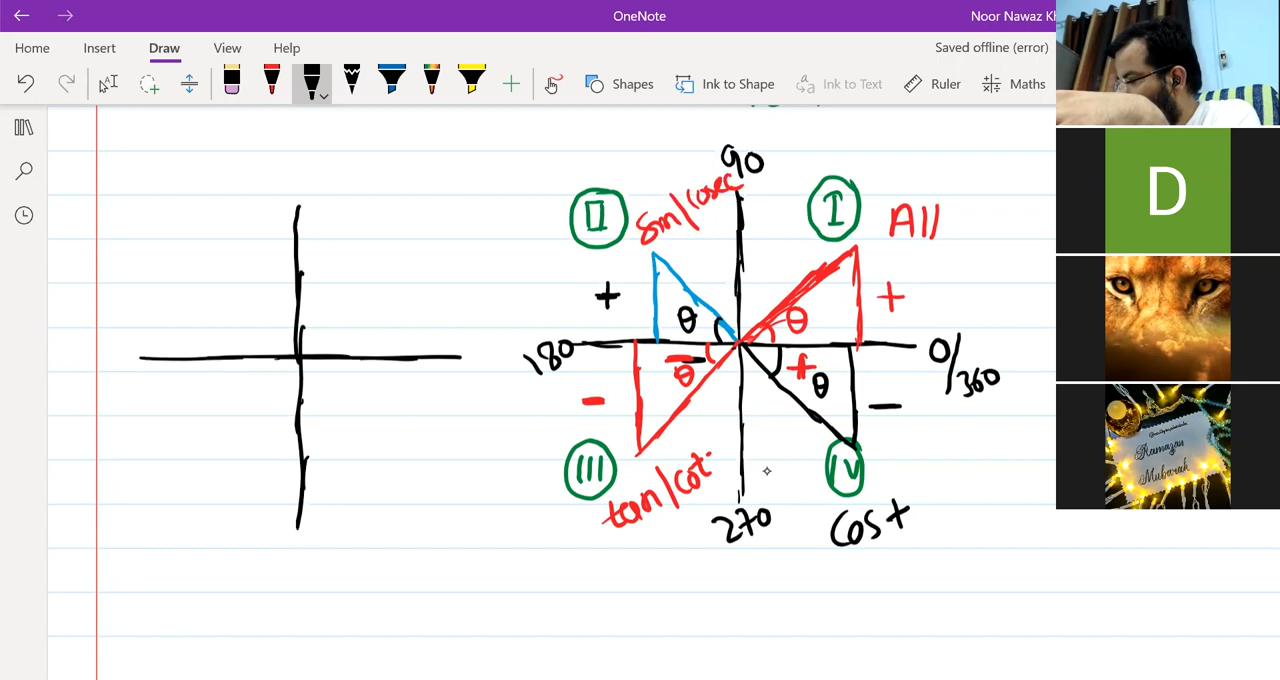 OneNote
Noor Nawaz Kh
Home Insert Draw View Help
Saved offline (error)
Shapes
Ink to Shape
Ink to Text
Ruler
Maths
90
II
sin/cosec
I
All
+
θ
θ
+
180
0/360
-
θ
+
θ
-
-
III
tan/cot
IV
270
Cos +
D
Ramazan
Mubarak